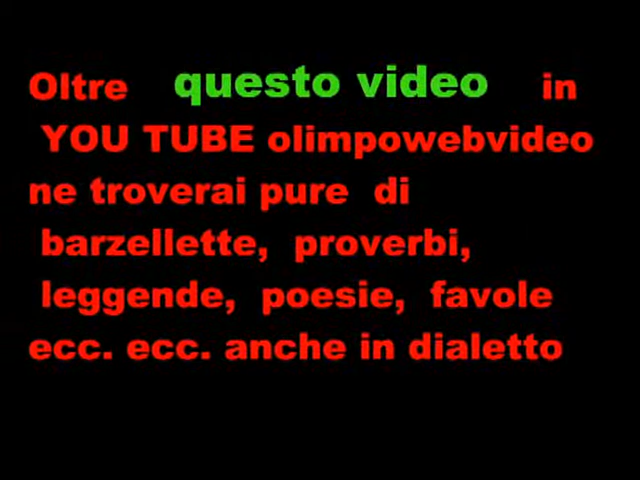 Oltre questo video in
YOU TUBE olimpowebvideo
ne troverai pure di
barzellette, proverbi,
leggende, poesie, favole
ecc. ecc. anche in dialetto